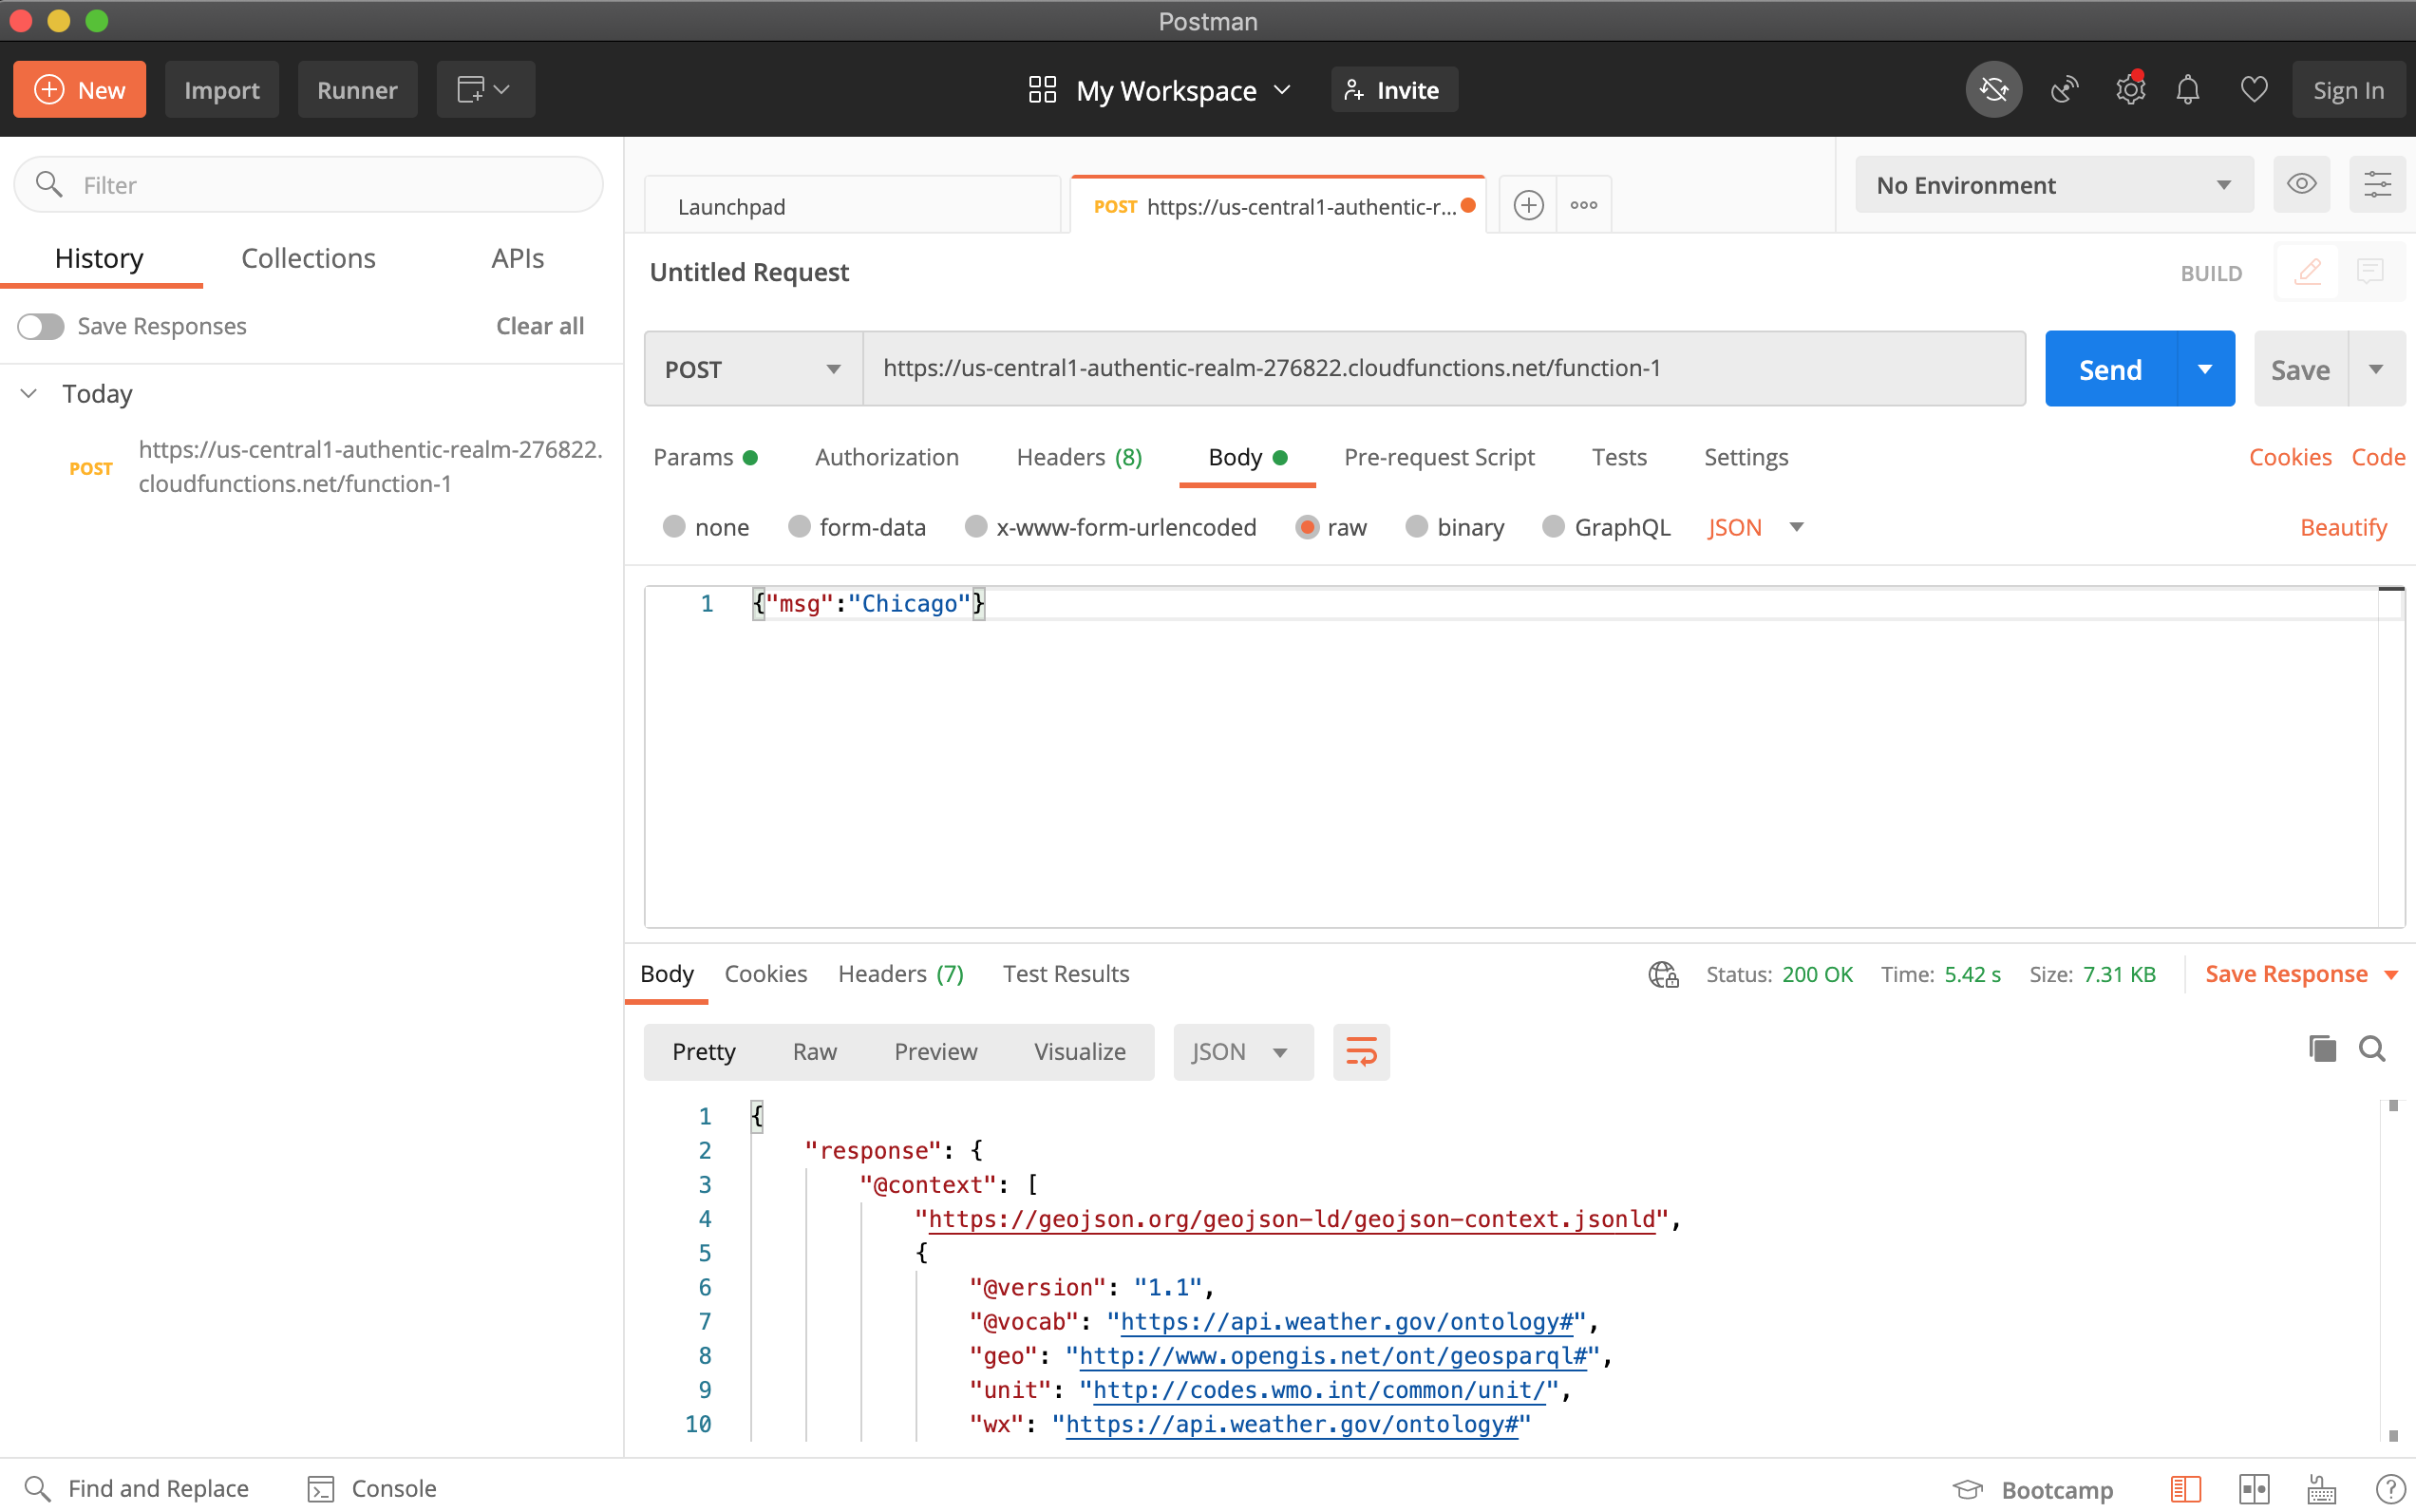 Postman
New
Import
Runner
My Workspace
Invite
Sign In
Filter
Launchpad
POST https://us-central1-authentic-r...
No Environment
History
Collections
APIs
Untitled Request
BUILD
Save Responses
Clear all
POST
https://us-central1-authentic-realm-276822.cloudfunctions.net/function-1
Send
Save
Today
POST
https://us-central1-authentic-realm-276822.
cloudfunctions.net/function-1
Params
Authorization
Headers (8)
Body
Pre-request Script
Tests
Settings
Cookies
Code
none
form-data
x-www-form-urlencoded
raw
binary
GraphQL
JSON
Beautify
1 {"msg":"Chicago"}
Body
Cookies
Headers (7)
Test Results
Status: 200 OK
Time: 5.42 s
Size: 7.31 KB
Save Response
Pretty
Raw
Preview
Visualize
JSON
1 {
2 "response": {
3 "@context": [
4 "https://geojson.org/geojson-ld/geojson-context.jsonld",
5 {
6 "@version": "1.1",
7 "@vocab": "https://api.weather.gov/ontology#",
8 "geo": "http://www.opengis.net/ont/geosparql#",
9 "unit": "http://codes.wmo.int/common/unit/",
10 "wx": "https://api.weather.gov/ontology#"
Find and Replace
Console
Bootcamp